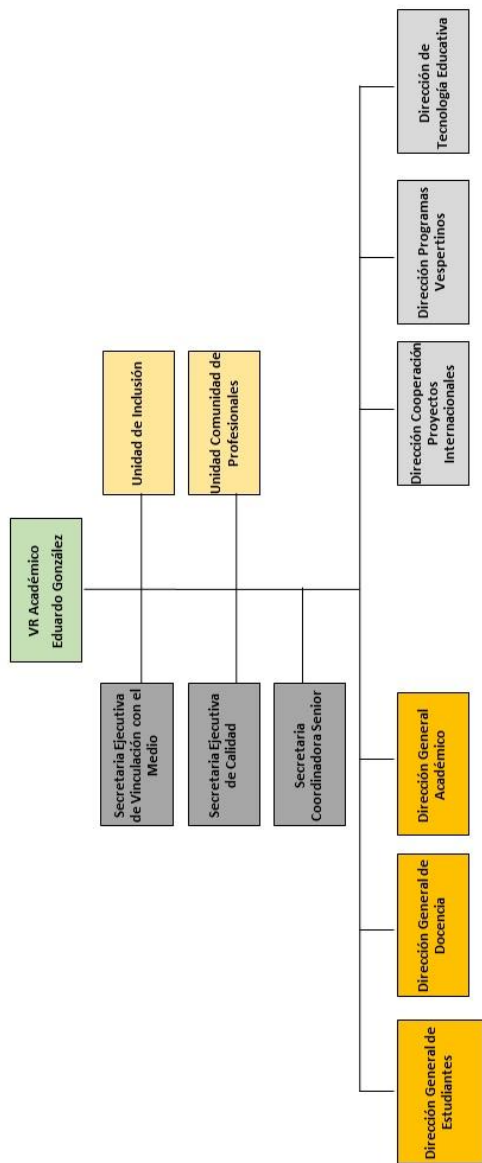 VR Académico
Eduardo González
Secretaria Ejecutiva
de Vinculación con el
Medio
Unidad de Inclusión
Secretaria Ejecutiva
de Calidad
Unidad Comunidad de
Profesionales
Secretaria
Coordinadora Senior
Dirección General de
Estudiantes
Dirección General de
Docencia
Dirección General
Académico
Dirección Cooperación
Proyectos
Internacionales
Dirección Programas
Vespertinos
Dirección de
Tecnología Educativa